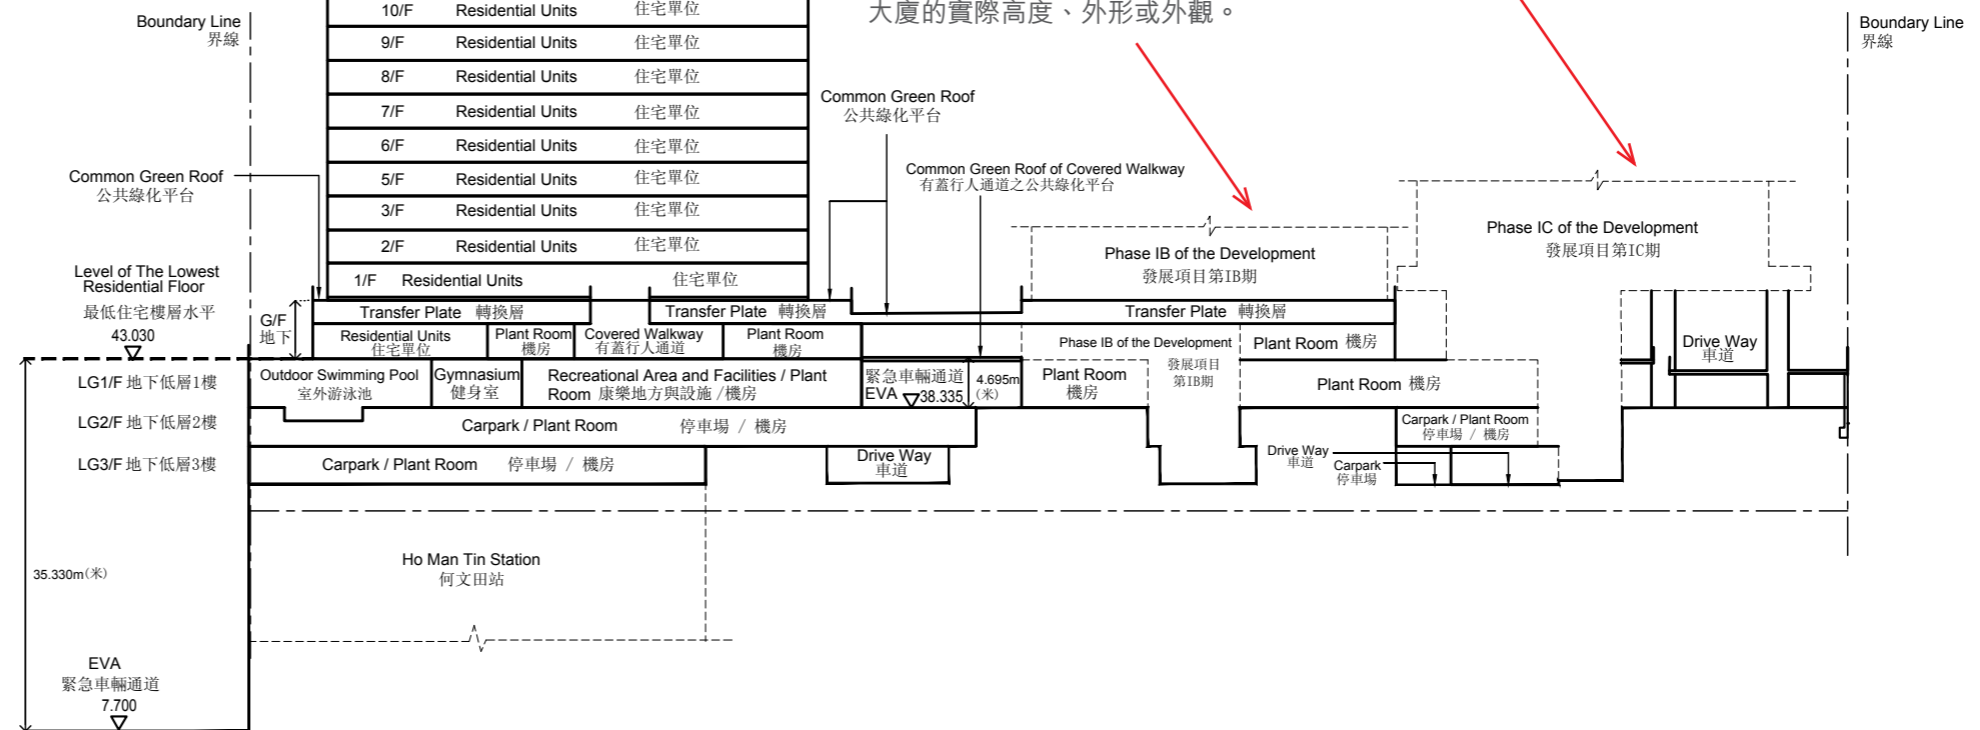 10/F Residential Units 住宅單位
大廈的實際高度、外形或外觀。
Boundary Line
界線
Boundary Line
界線
9/F Residential Units 住宅單位
8/F Residential Units 住宅單位
7/F Residential Units 住宅單位
Common Green Roof
公共綠化平台
6/F Residential Units 住宅單位
Common Green Roof of Covered Walkway
有蓋行人通道之公共綠化平台
Common Green Roof
公共綠化平台
5/F Residential Units 住宅單位
3/F Residential Units 住宅單位
2/F Residential Units 住宅單位
Phase IB of the Development
發展項目第IB期
Phase IC of the Development
發展項目第IC期
Level of The Lowest
Residential Floor
最低住宅樓層水平
43.030
1/F Residential Units 住宅單位
G/F
地下
Transfer Plate 轉換層
Transfer Plate 轉換層
Transfer Plate 轉換層
Residential Units
住宅單位
Plant Room
機房
Covered Walkway
有蓋行人通道
Plant Room
機房
Phase IB of the Development
發展項目
第IB期
Plant Room 機房
Drive Way
車道
LG1/F 地下低層1樓
Outdoor Swimming Pool
室外游泳池
Gymnasium
健身室
Recreational Area and Facilities / Plant
Room 康樂地方與設施 /機房
緊急車輛通道
EVA 38.335
4.695m
(米)
Plant Room
機房
Plant Room 機房
LG2/F 地下低層2樓
Carpark / Plant Room 停車場 / 機房
Carpark / Plant Room
停車場 / 機房
LG3/F 地下低層3樓
Carpark / Plant Room 停車場 / 機房
Drive Way
車道
Drive Way
車道
Carpark
停車場
35.330m(米)
Ho Man Tin Station
何文田站
EVA
緊急車輛通道
7.700